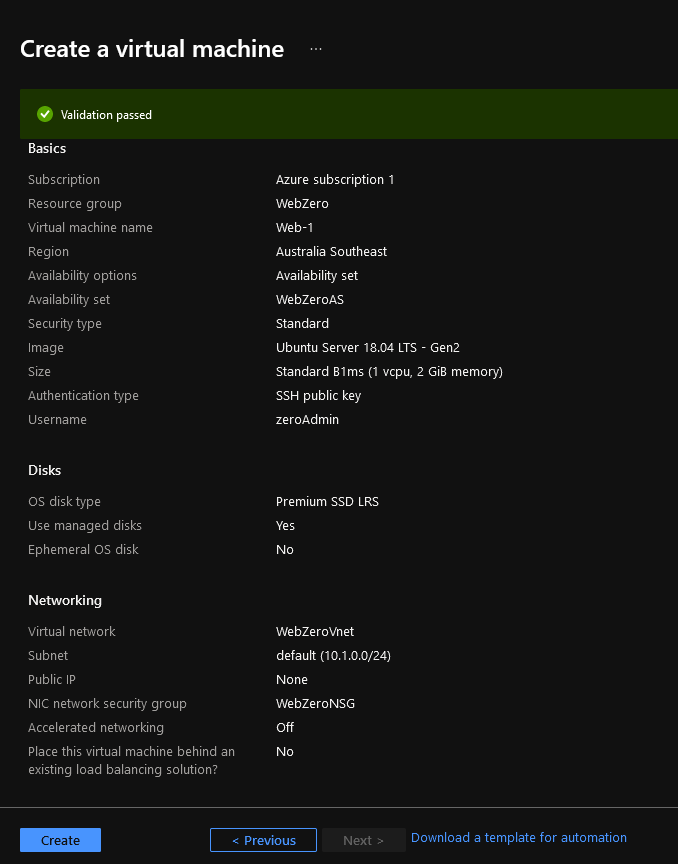 Create a virtual machine ...
Validation passed
Basics
Subscription Azure subscription 1
Resource group WebZero
Virtual machine name Web-1
Region Australia Southeast
Availability options Availability set
Availability set WebZeroAS
Security type Standard
Image Ubuntu Server 18.04 LTS - Gen2
Size Standard B1ms (1 vcpu, 2 GiB memory)
Authentication type SSH public key
Username zeroAdmin
Disks
OS disk type Premium SSD LRS
Use managed disks Yes
Ephemeral OS disk No
Networking
Virtual network WebZeroVnet
Subnet default (10.1.0.0/24)
Public IP None
NIC network security group WebZeroNSG
Accelerated networking Off
Place this virtual machine behind an No
existing load balancing solution?
Create < Previous Next > Download a template for automation